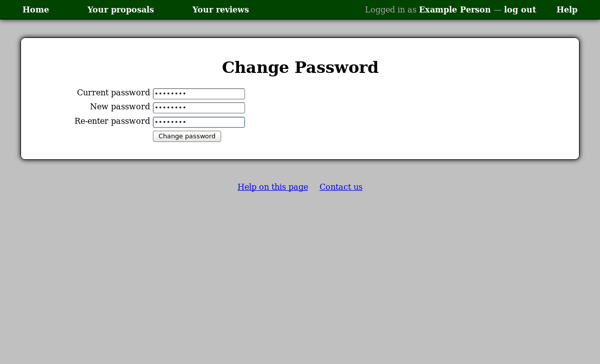 Home Your proposals Your reviews Logged in as Example Person — log out Help
Change Password
Current password ••••••••
New password ••••••••
Re-enter password ••••••••
Change password
Help on this page Contact us